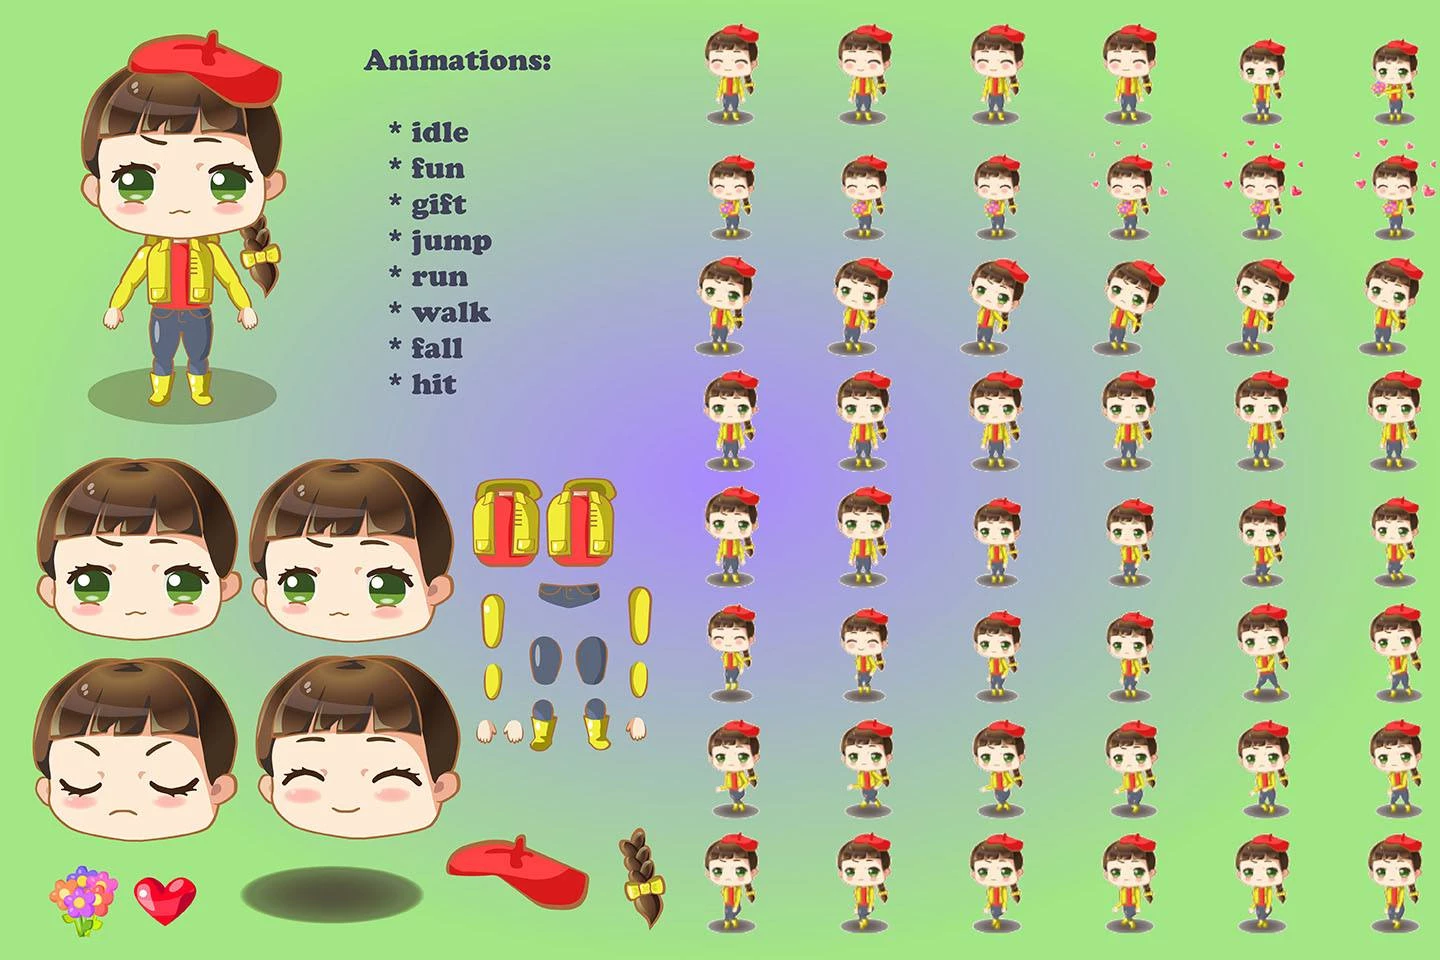 Animations:
* idle
* fun
* gift
* jump
* run
* walk
* fall
* hit